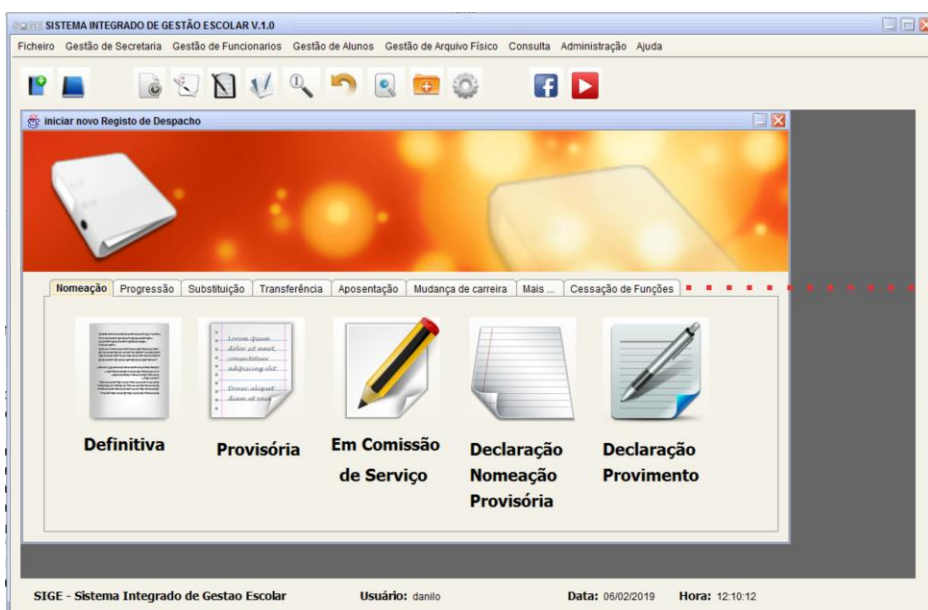 SIGE SISTEMA INTEGRADO DE GESTÃO ESCOLAR V.1.0
Ficheiro Gestão de Secretaria Gestão de Funcionarios Gestão de Alunos Gestão de Arquivo Físico Consulta Administração Ajuda
iniciar novo Registo de Despacho
Nomeação Progressão Substituição Transferência Aposentação Mudança de carreira Mais ... Cessação de Funções
Lorem ipsum
dolor sit amet,
consectetuer
adipiscing elit.
Donec aliquet
diam ut
Definitiva
Provisória
Em Comissão
de Serviço
Declaração
Nomeação
Provisória
Declaração
Provimento
SIGE - Sistema Integrado de Gestao Escolar Usuário: danilo Data: 06/02/2019 Hora: 12:10:12